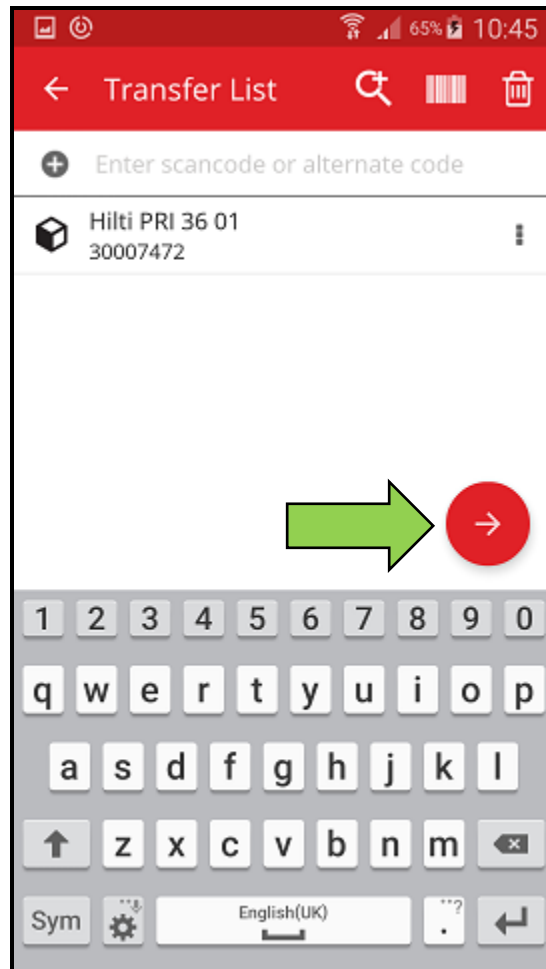 65% 10:45
Transfer List
Enter scancode or alternate code
Hilti PRI 36 01
30007472
1 2 3 4 5 6 7 8 9 0
q w e r t y u i o p
a s d f g h j k l
z x c v b n m
Sym English(UK) . ?